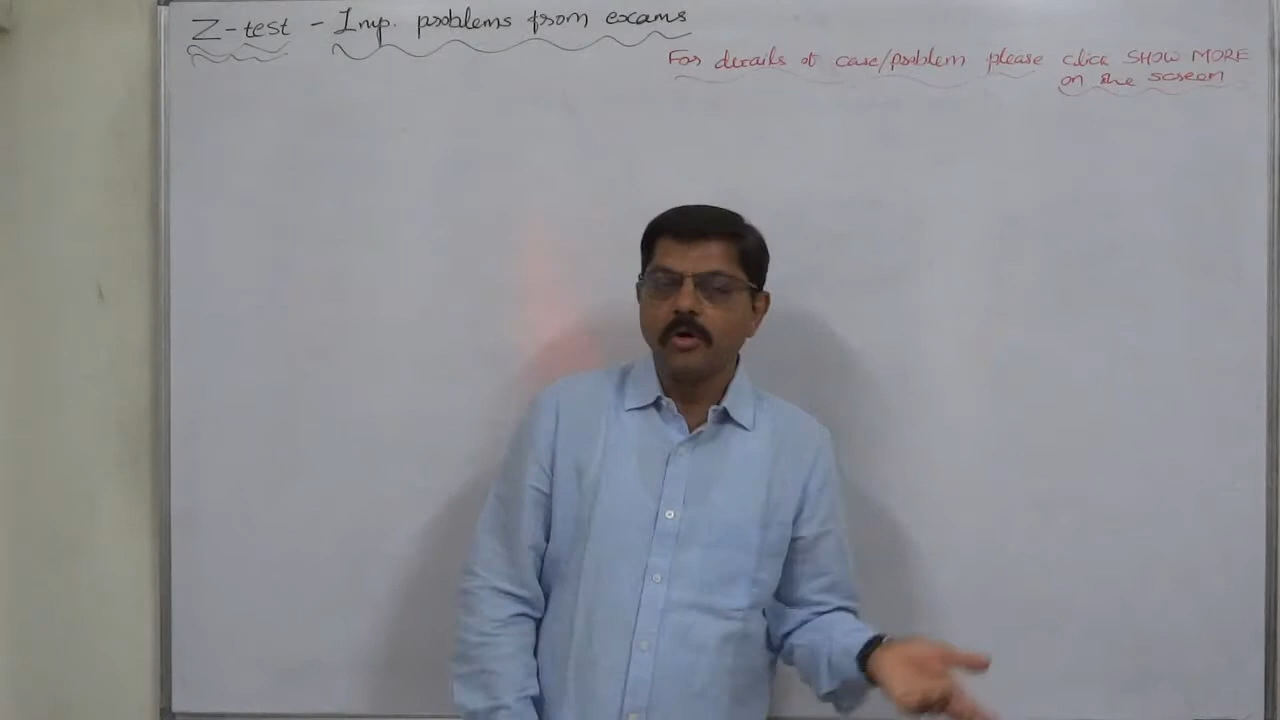 Z-test - Imp. problems from exams
For details of case/problem please click SHOW MORE
on the screen